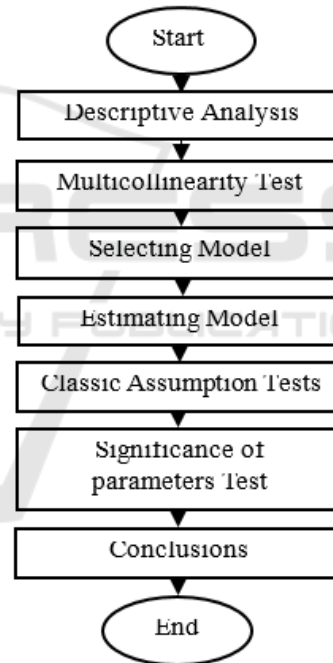 Start
Descriptive Analysis
Multicollinearity Test
Selecting Model
Estimating Model
Classic Assumption Tests
Significance of
parameters Test
Conclusions
End